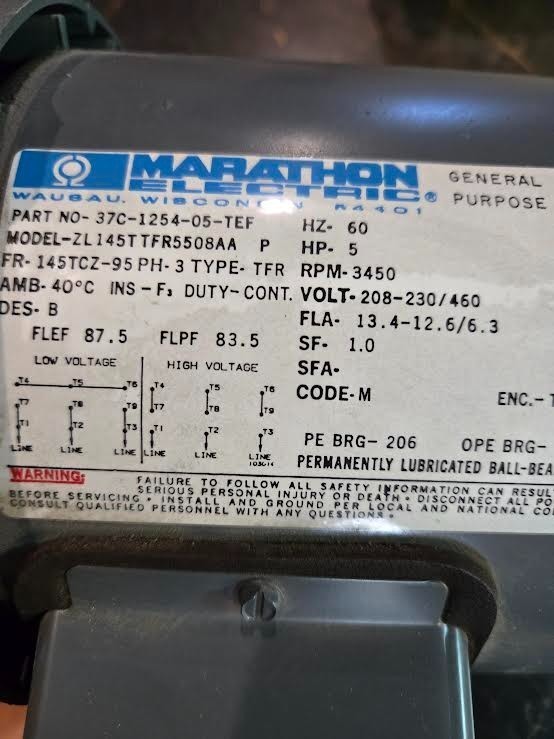 MARATHON GENERAL
ELECTRIC® PURPOSE
WAUSAU, WISCONSIN 54401
PART NO- 37C-1254-05-TEF HZ- 60
MODEL-ZL145TTFR5508AA P HP- 5
FR- 145TCZ-95 PH- 3 TYPE- TFR RPM-3450
AMB- 40°C INS-F3 DUTY-CONT. VOLT-208-230/460
DES- B FLA- 13.4-12.6/6.3
FLEF 87.5 FLPF 83.5 SF- 1.0
LOW VOLTAGE HIGH VOLTAGE SFA-
T4 T5 T6 T4 T5 T6 CODE-M ENC.-
T7 T8 T9 T7 T8 T9
T1 T2 T3 T1 T2 T3 PE BRG- 206 OPE BRG-
LINE LINE LINE LINE LINE LINE PERMANENTLY LUBRICATED BALL-BEA
WARNING: FAILURE TO FOLLOW ALL SAFETY INFORMATION CAN RESUL
SERIOUS PERSONAL INJURY OR DEATH • DISCONNECT ALL PO
BEFORE SERVICING • INSTALL AND GROUND PER LOCAL AND NATIONAL CO
CONSULT QUALIFIED PERSONNEL WITH ANY QUESTIONS •